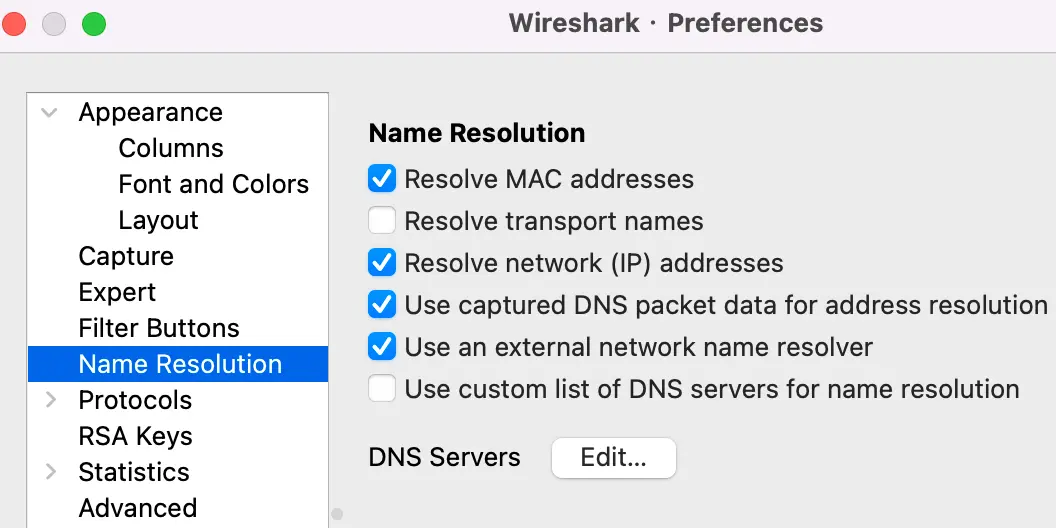 Wireshark · Preferences
Appearance
Columns
Font and Colors
Layout
Capture
Expert
Filter Buttons
Name Resolution
Protocols
RSA Keys
Statistics
Advanced
Name Resolution
Resolve MAC addresses
Resolve transport names
Resolve network (IP) addresses
Use captured DNS packet data for address resolution
Use an external network name resolver
Use custom list of DNS servers for name resolution
DNS Servers Edit...